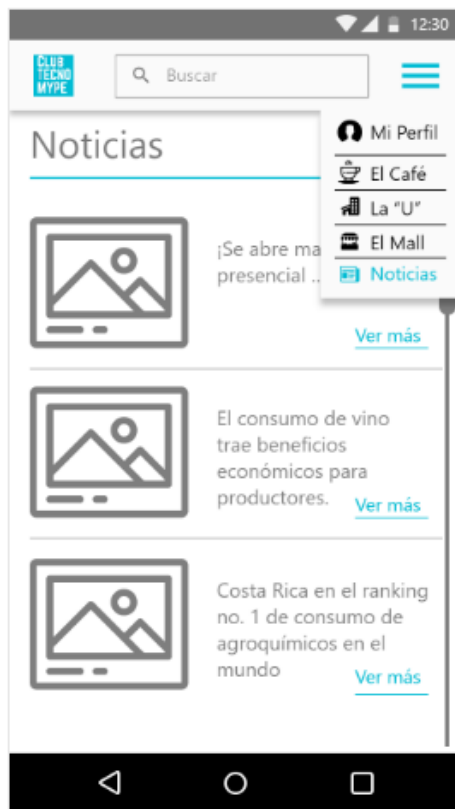 12:30
CLUB
TECNO
MYPE
Buscar
Noticias
Mi Perfil
El Café
La "U"
El Mall
Noticias
¡Se abre ma
presencial ..
Ver más
El consumo de vino
trae beneficios
económicos para
productores.
Ver más
Costa Rica en el ranking
no. 1 de consumo de
agroquímicos en el
mundo
Ver más